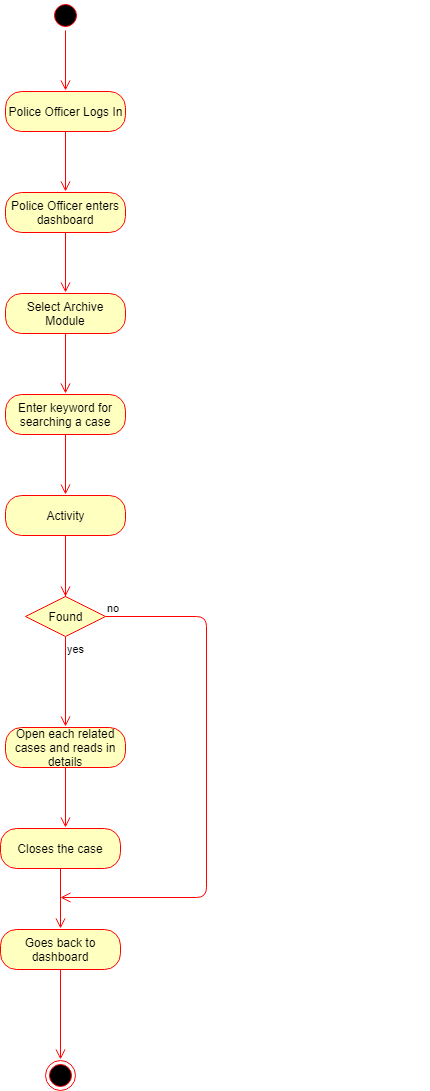 Police Officer Logs In
Police Officer enters
dashboard
Select Archive
Module
Enter keyword for
searching a case
Activity
Found
no
yes
Open each related
cases and reads in
details
Closes the case
Goes back to
dashboard